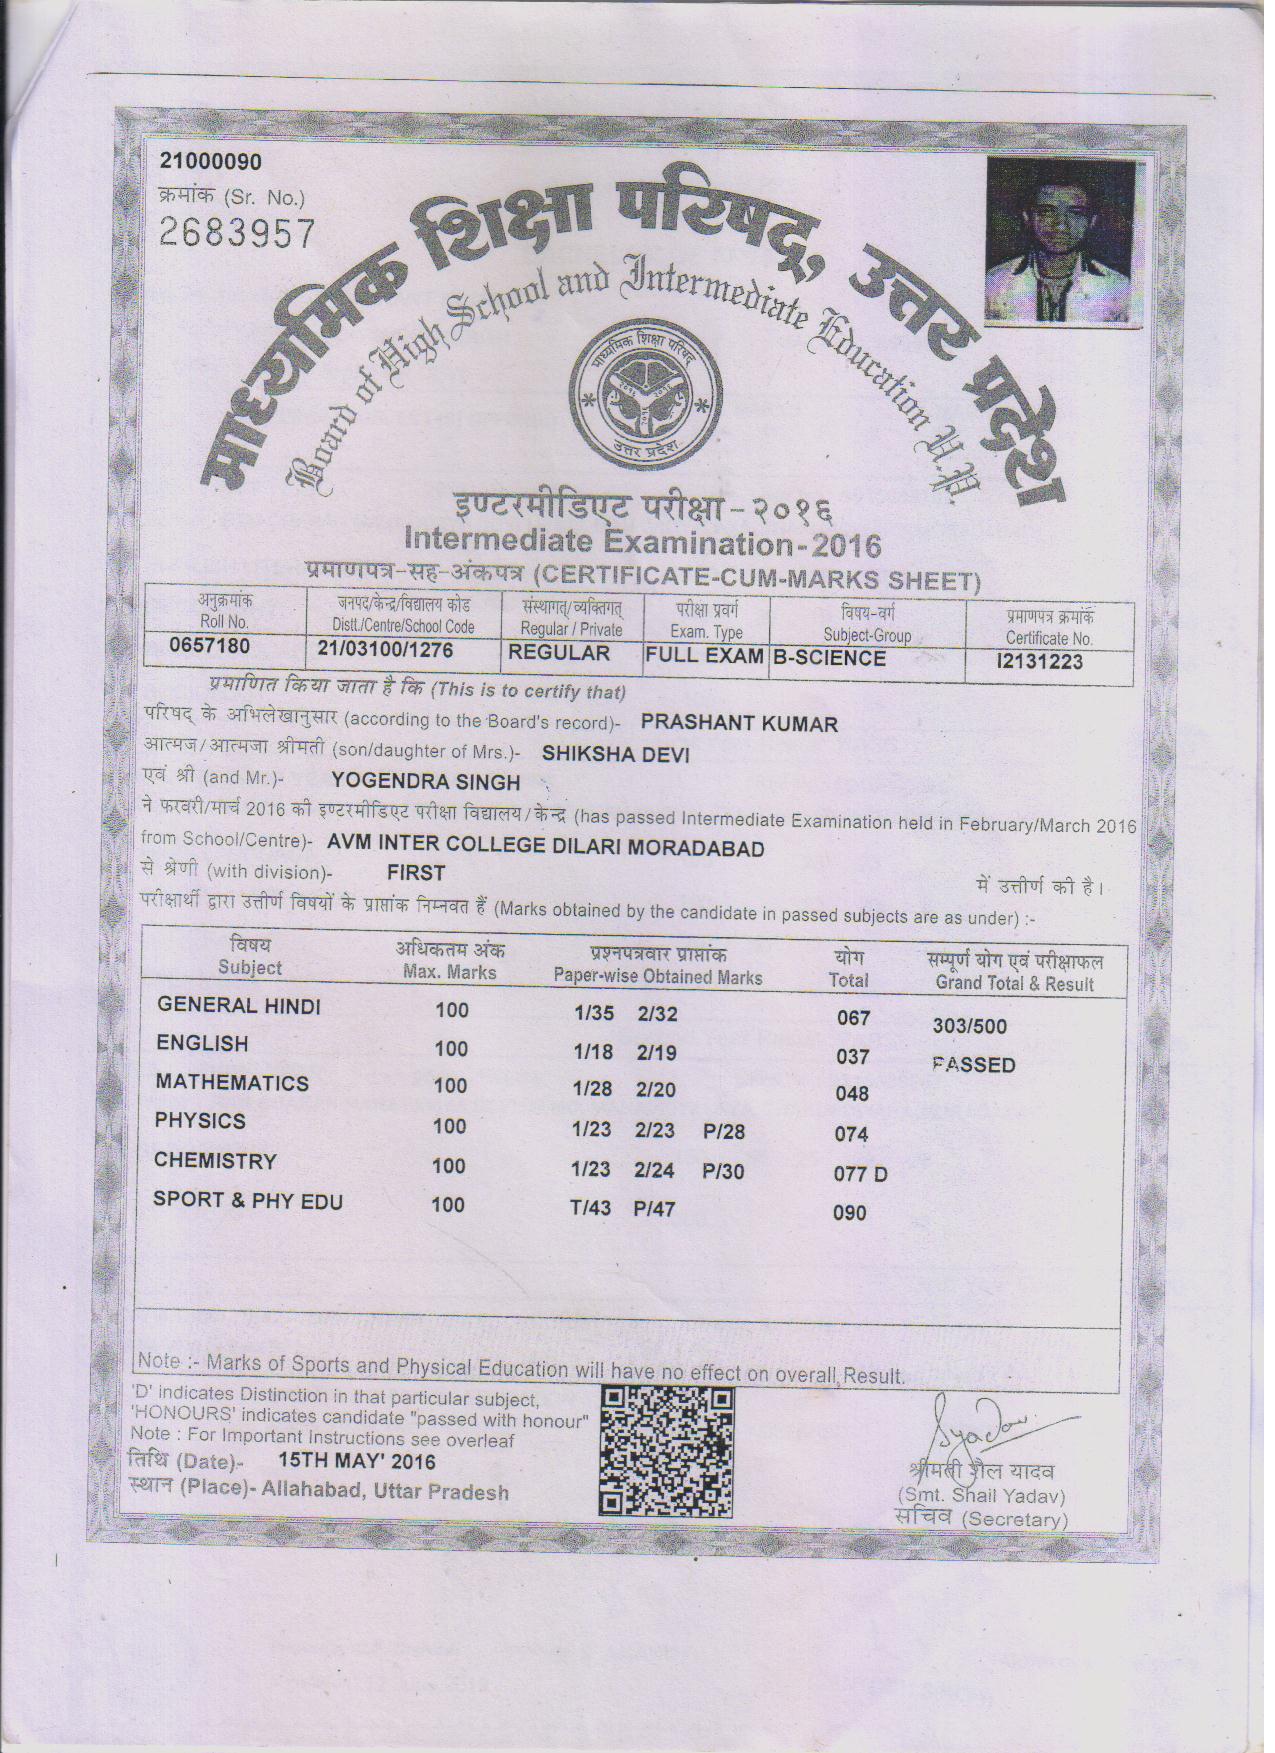 21000090
क्रमांक (Sr. No.)
2683957
माध्यमिक शिक्षा परिषद्, उत्तर प्रदेश
Board of High School and Intermediate Education U.P.
माध्यमिक शिक्षा परिषद्
उत्तर प्रदेश
इण्टरमीडिएट परीक्षा-२०१६
Intermediate Examination-2016
प्रमाणपत्र-सह-अंकपत्र (CERTIFICATE-CUM-MARKS SHEET)
अनुक्रमांक जनपद/केन्द्र/विद्यालय कोड संस्थागत्/व्यक्तिगत् परीक्षा प्रवर्ग विषय-वर्ग प्रमाणपत्र क्रमांक
Roll No. Distt./Centre/School Code Regular / Private Exam. Type Subject-Group Certificate No.
0657180 21/03100/1276 REGULAR FULL EXAM B-SCIENCE I2131223
प्रमाणित किया जाता है कि (This is to certify that)
परिषद् के अभिलेखानुसार (according to the Board's record)- PRASHANT KUMAR
आत्मज/आत्मजा श्रीमती (son/daughter of Mrs.)- SHIKSHA DEVI
एवं श्री (and Mr.)- YOGENDRA SINGH
ने फरवरी/मार्च 2016 की इण्टरमीडिएट परीक्षा विद्यालय/केन्द्र (has passed Intermediate Examination held in February/March 2016
from School/Centre)- AVM INTER COLLEGE DILARI MORADABAD
से श्रेणी (with division)- FIRST में उत्तीर्ण की है।
परीक्षार्थी द्वारा उत्तीर्ण विषयों के प्राप्तांक निम्नवत हैं (Marks obtained by the candidate in passed subjects are as under) :-
विषय अधिकतम अंक प्रश्नपत्रवार प्राप्तांक योग सम्पूर्ण योग एवं परीक्षाफल
Subject Max. Marks Paper-wise Obtained Marks Total Grand Total & Result
GENERAL HINDI 100 1/35 2/32 067 303/500
ENGLISH 100 1/18 2/19 037 PASSED
MATHEMATICS 100 1/28 2/20 048
PHYSICS 100 1/23 2/23 P/28 074
CHEMISTRY 100 1/23 2/24 P/30 077 D
SPORT & PHY EDU 100 T/43 P/47 090
Note :- Marks of Sports and Physical Education will have no effect on overall Result.
'D' indicates Distinction in that particular subject,
'HONOURS' indicates candidate "passed with honour"
Note : For Important Instructions see overleaf
तिथि (Date)- 15TH MAY' 2016
स्थान (Place)- Allahabad, Uttar Pradesh
श्रीमती शैल यादव
(Smt. Shail Yadav)
सचिव (Secretary)